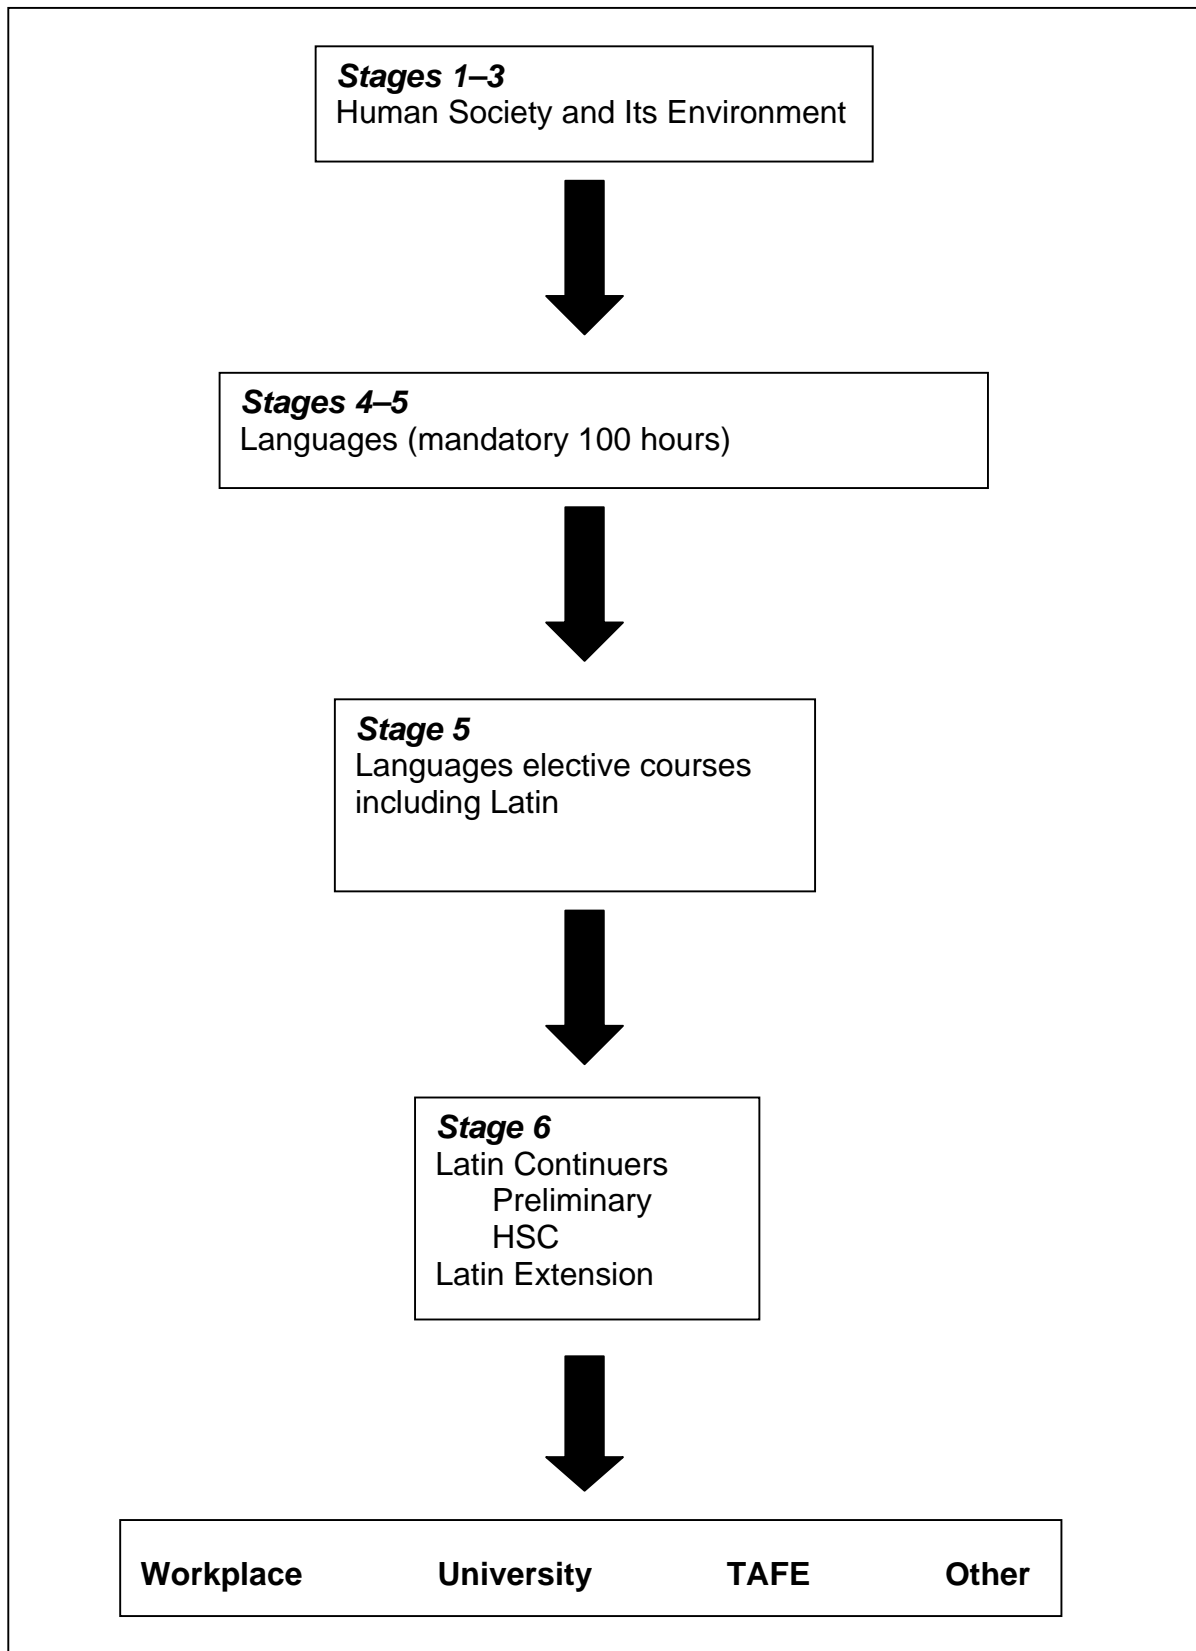 Stages 1–3
Human Society and Its Environment
Stages 4–5
Languages (mandatory 100 hours)
Stage 5
Languages elective courses
including Latin
Stage 6
Latin Continuers
Preliminary
HSC
Latin Extension
Workplace University TAFE Other